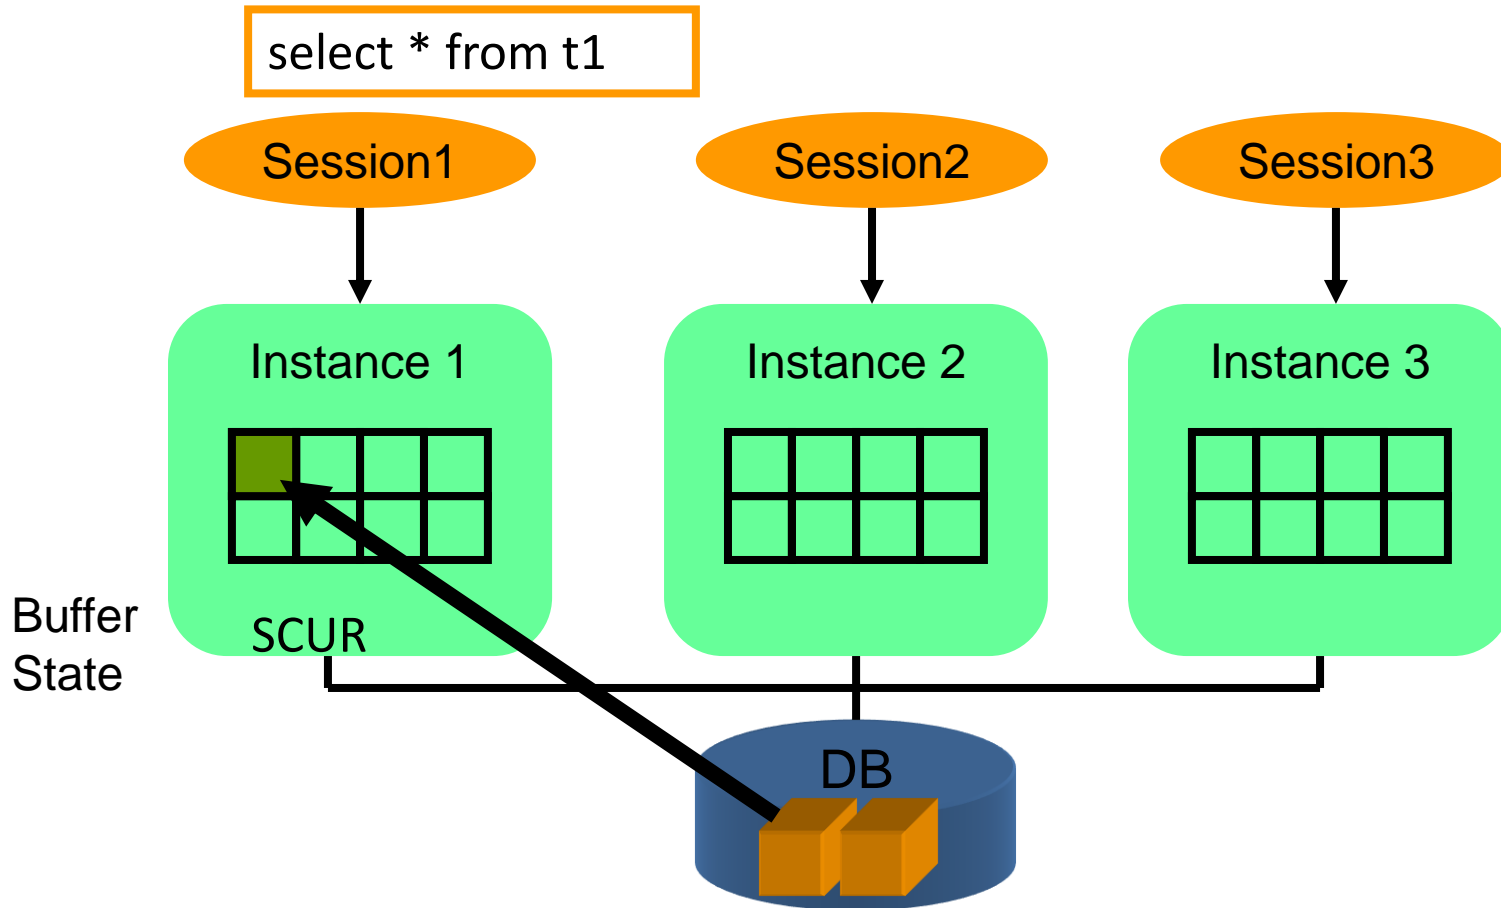 select * from t1
Session1
Session2
Session3
Instance 1
Instance 2
Instance 3
Buffer
State
SCUR
DB